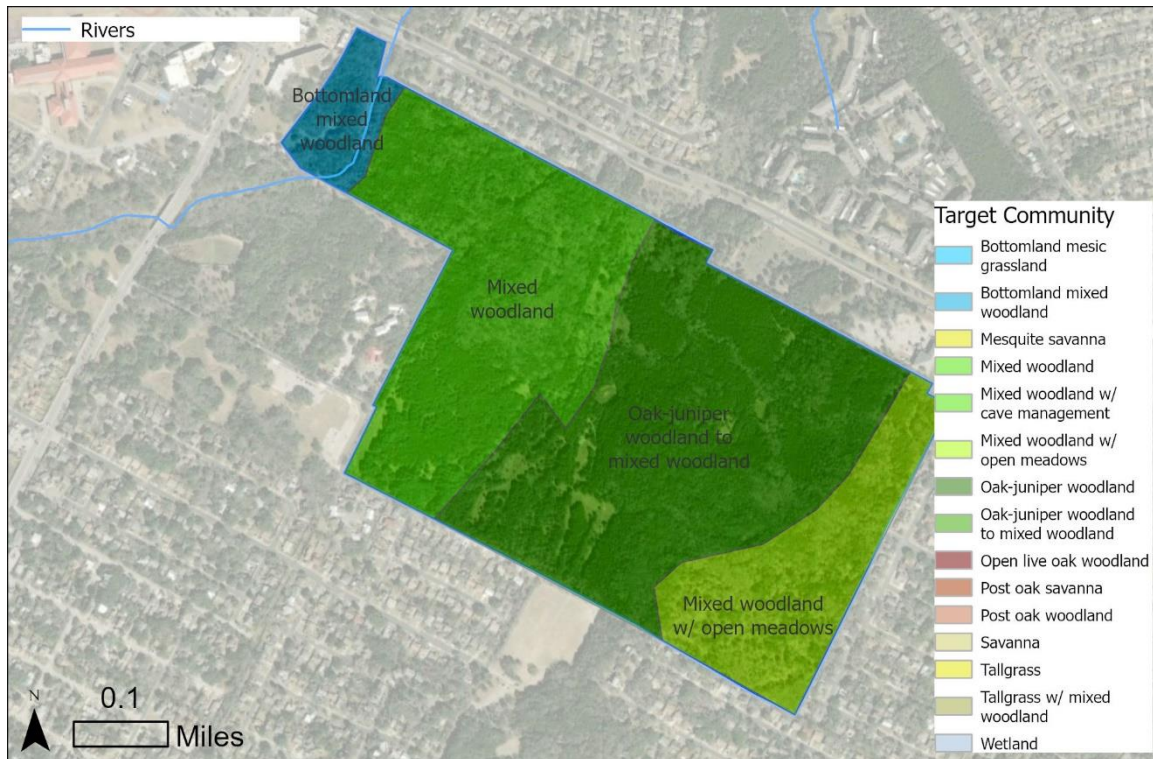 Rivers
Bottomland
mixed
woodland
Mixed
woodland
Oak-juniper
woodland to
mixed woodland
Mixed woodland
w/ open meadows
Target Community
Bottomland mesic
grassland
Bottomland mixed
woodland
Mesquite savanna
Mixed woodland
Mixed woodland w/
cave management
Mixed woodland w/
open meadows
Oak-juniper woodland
Oak-juniper woodland
to mixed woodland
Open live oak woodland
Post oak savanna
Post oak woodland
Savanna
Tallgrass
Tallgrass w/ mixed
woodland
Wetland
N
0.1
Miles